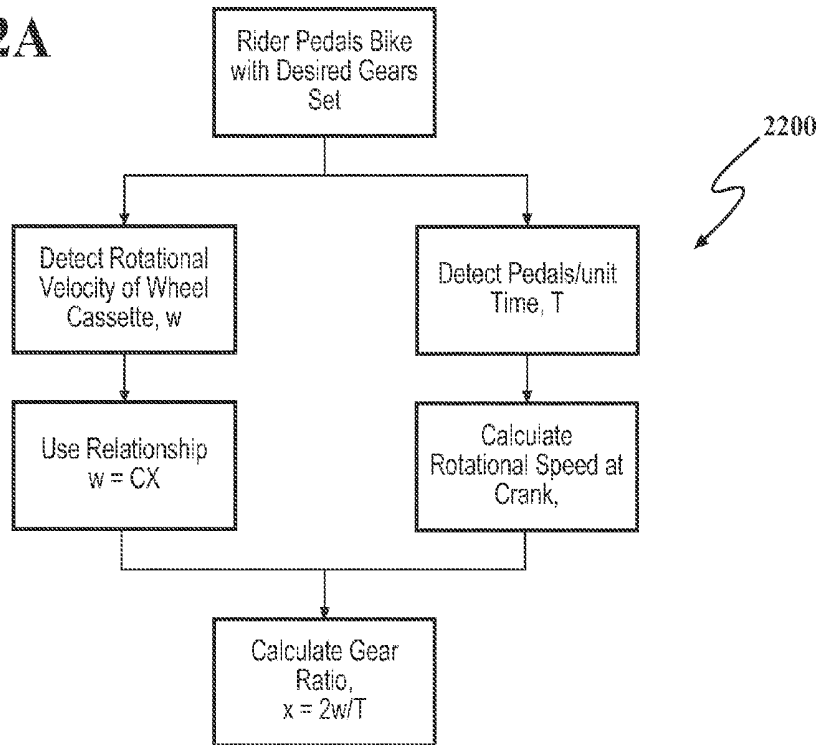 2A
Rider Pedals Bike
with Desired Gears
Set
2200
Detect Rotational
Velocity of Wheel
Cassette, w
Detect Pedals/unit
Time, T
Use Relationship
w = CX
Calculate
Rotational Speed at
Crank,
Calculate Gear
Ratio,
x = 2w/T